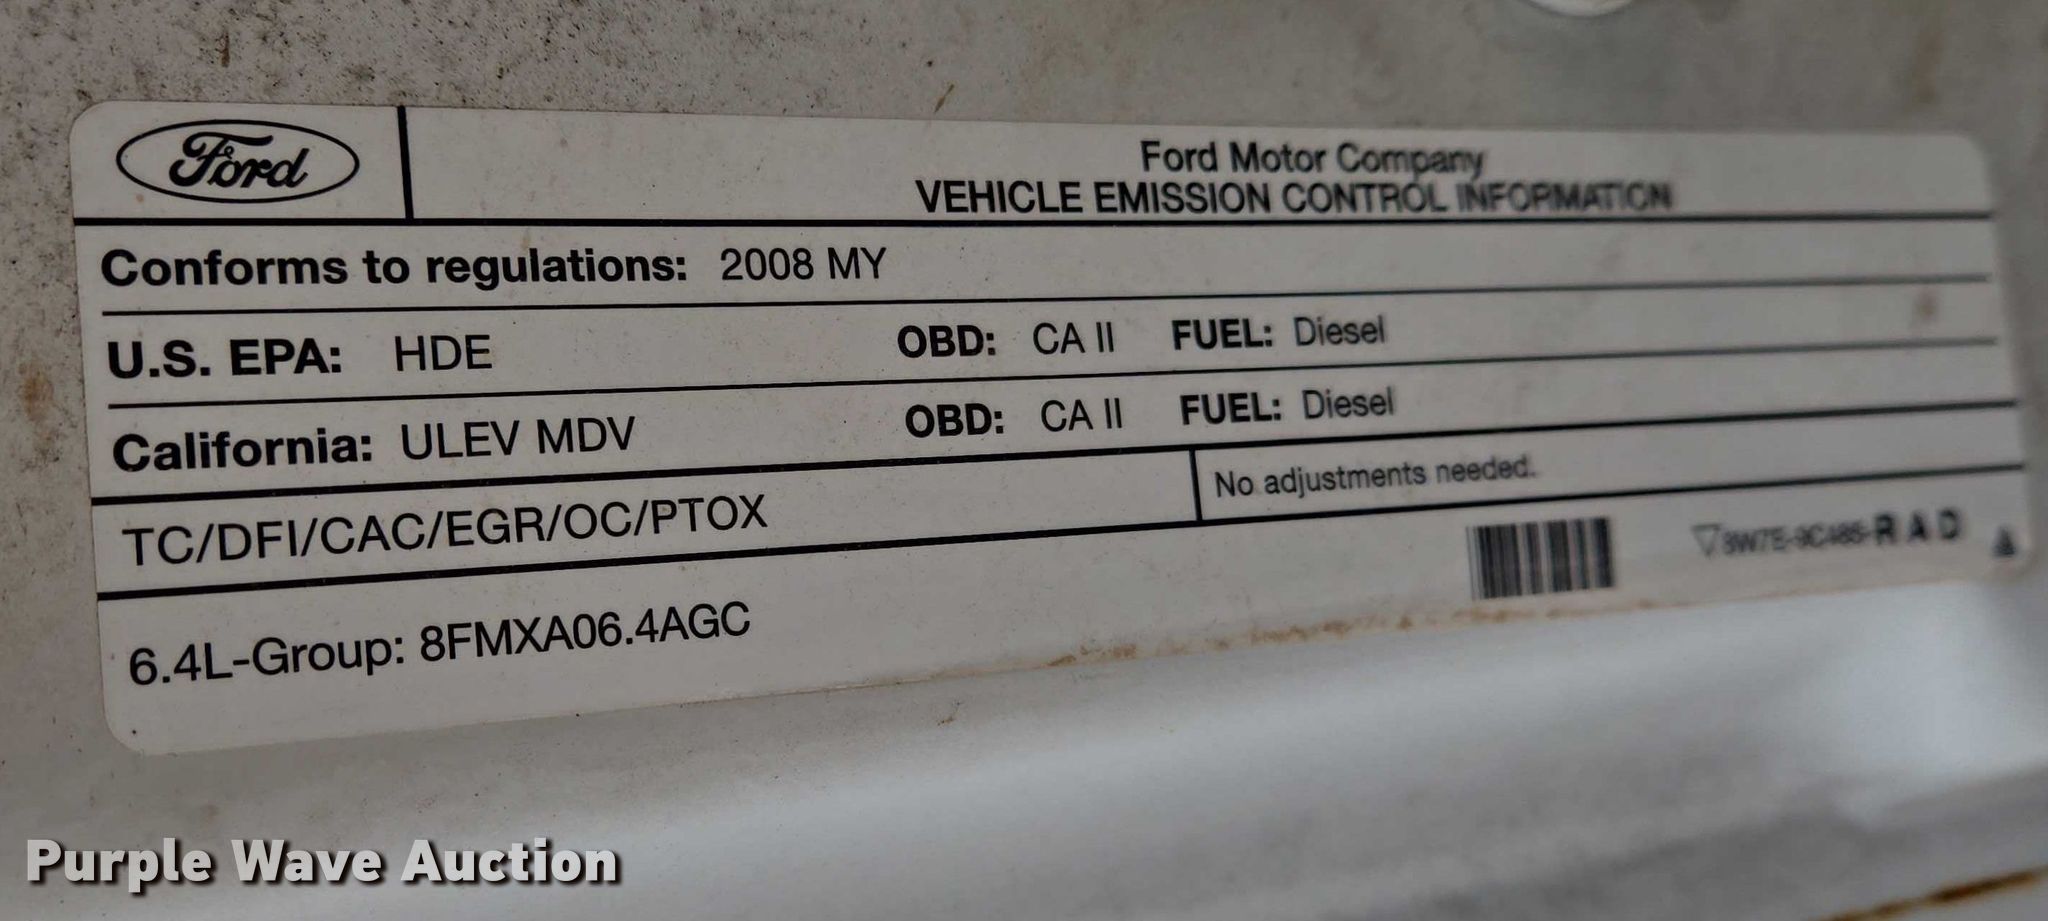 Ford
Ford Motor Company
VEHICLE EMISSION CONTROL INFORMATION
Conforms to regulations: 2008 MY
U.S. EPA: HDE OBD: CA II FUEL: Diesel
California: ULEV MDV OBD: CA II FUEL: Diesel
TC/DFI/CAC/EGR/OC/PTOX No adjustments needed.
R A D
6.4L-Group: 8FMXA06.4AGC
Purple Wave Auction